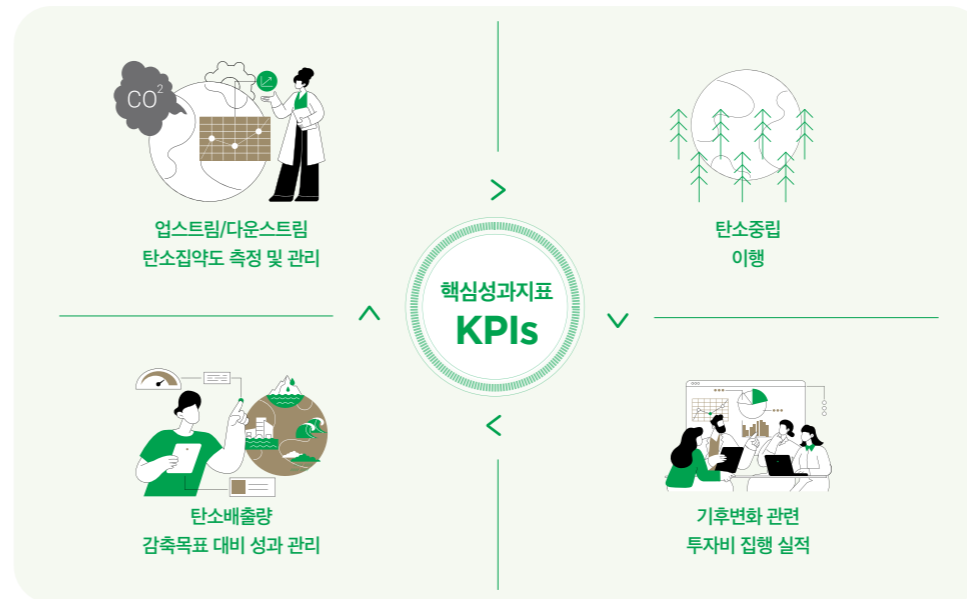 CO2
업스트림/다운스트림
탄소집약도 측정 및 관리
탄소중립
이행
핵심성과지표
KPIs
탄소배출량
감축목표 대비 성과 관리
기후변화 관련
투자비 집행 실적